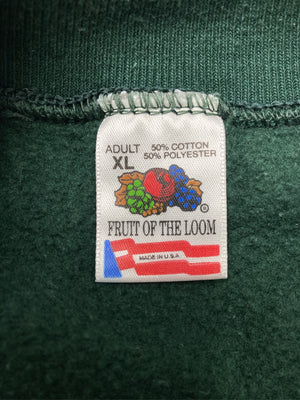 ADULT
XL
50% COTTON
50% POLYESTER
®
FRUIT OF THE LOOM
MADE IN U.S.A.